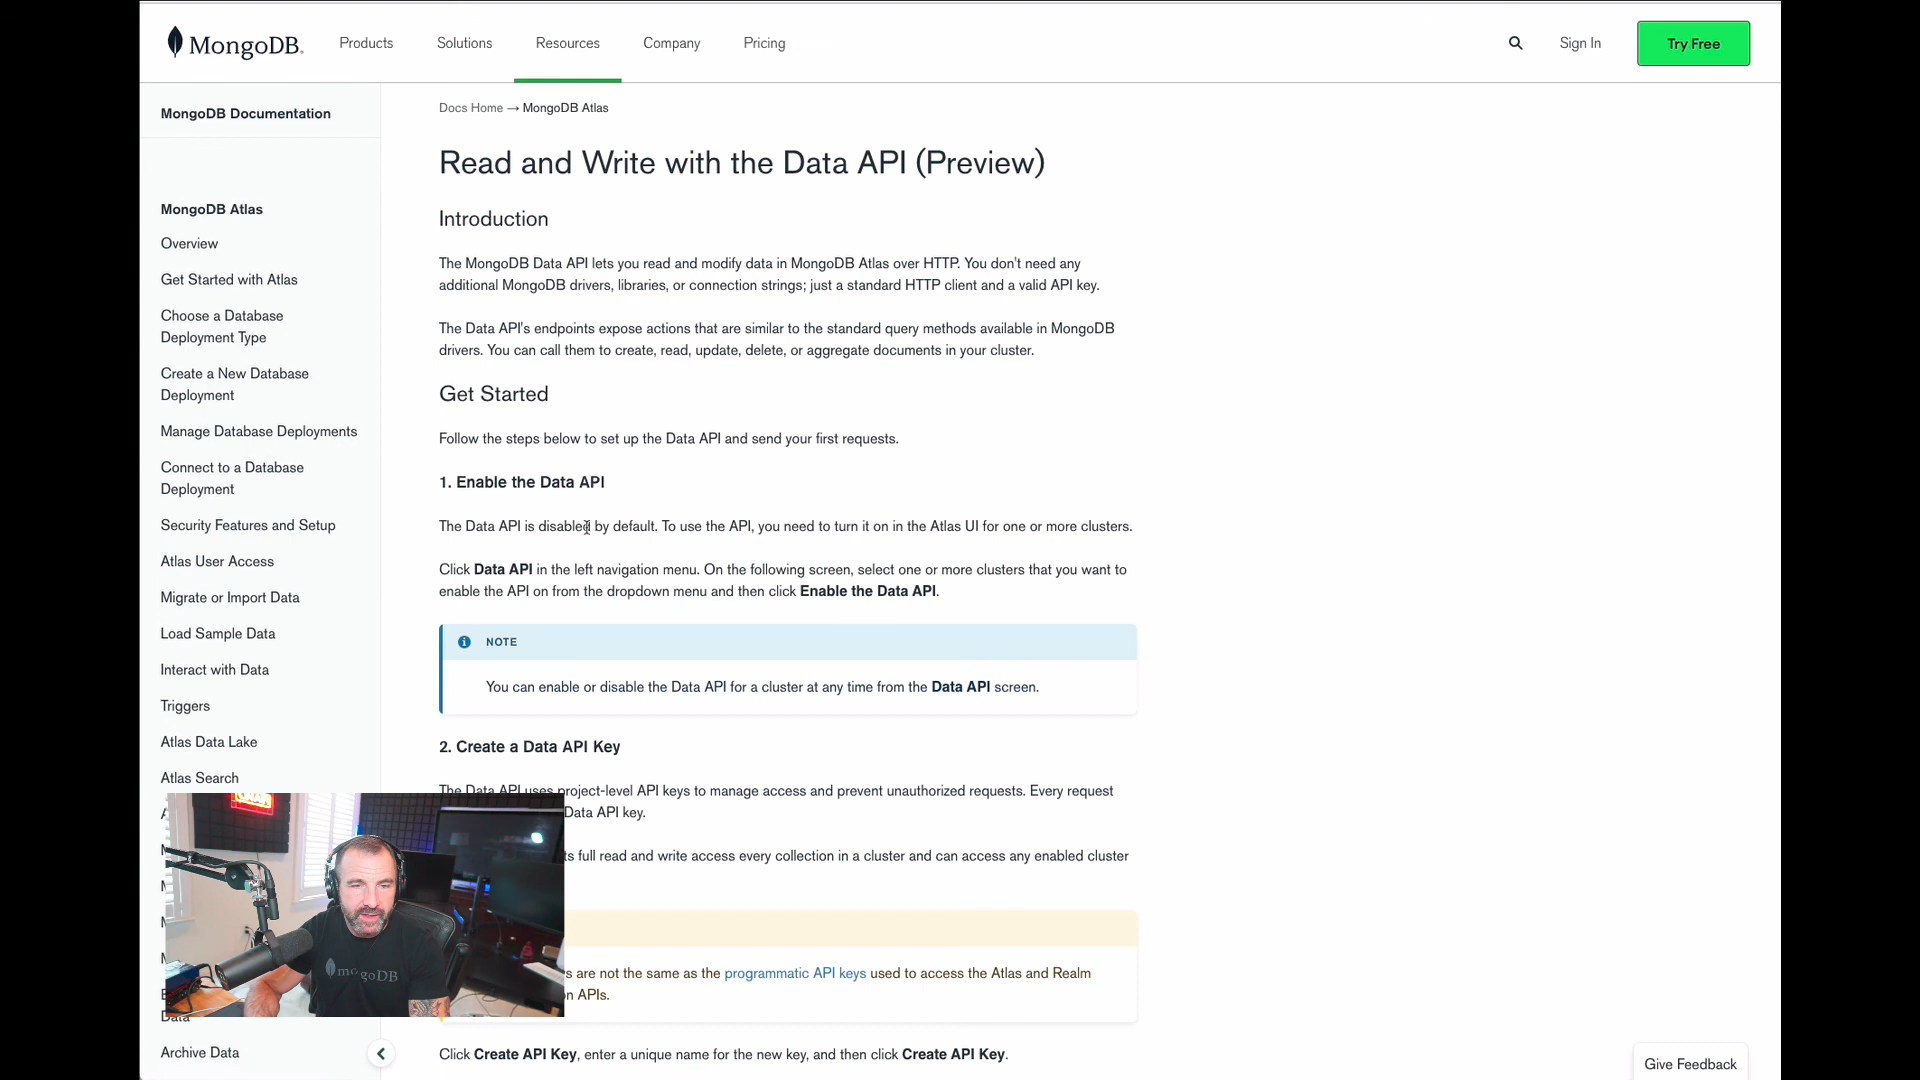 MongoDB.
Products
Solutions
Resources
Company
Pricing
Sign In
Try Free
MongoDB Documentation
MongoDB Atlas
Overview
Get Started with Atlas
Choose a Database
Deployment Type
Create a New Database
Deployment
Manage Database Deployments
Connect to a Database
Deployment
Security Features and Setup
Atlas User Access
Migrate or Import Data
Load Sample Data
Interact with Data
Triggers
Atlas Data Lake
Atlas Search
Data
Archive Data
Docs Home → MongoDB Atlas
Read and Write with the Data API (Preview)
Introduction
The MongoDB Data API lets you read and modify data in MongoDB Atlas over HTTP. You don't need any
additional MongoDB drivers, libraries, or connection strings; just a standard HTTP client and a valid API key.
The Data API's endpoints expose actions that are similar to the standard query methods available in MongoDB
drivers. You can call them to create, read, update, delete, or aggregate documents in your cluster.
Get Started
Follow the steps below to set up the Data API and send your first requests.
1. Enable the Data API
The Data API is disabled by default. To use the API, you need to turn it on in the Atlas UI for one or more clusters.
Click Data API in the left navigation menu. On the following screen, select one or more clusters that you want to
enable the API on from the dropdown menu and then click Enable the Data API.
NOTE
You can enable or disable the Data API for a cluster at any time from the Data API screen.
2. Create a Data API Key
The Data API uses project-level API keys to manage access and prevent unauthorized requests. Every request
Data API key.
full read and write access every collection in a cluster and can access any enabled cluster
are not the same as the programmatic API keys used to access the Atlas and Realm
APIs.
Click Create API Key, enter a unique name for the new key, and then click Create API Key.
Give Feedback
mongoDB